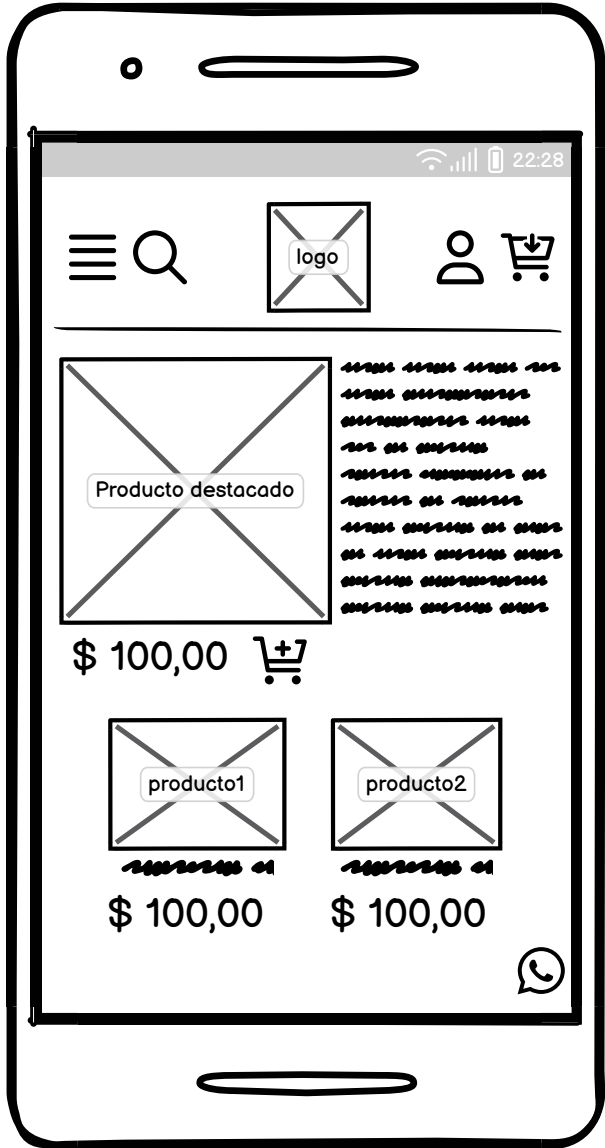 22:28
logo
Producto destacado
$ 100,00
producto1
producto2
$ 100,00
$ 100,00